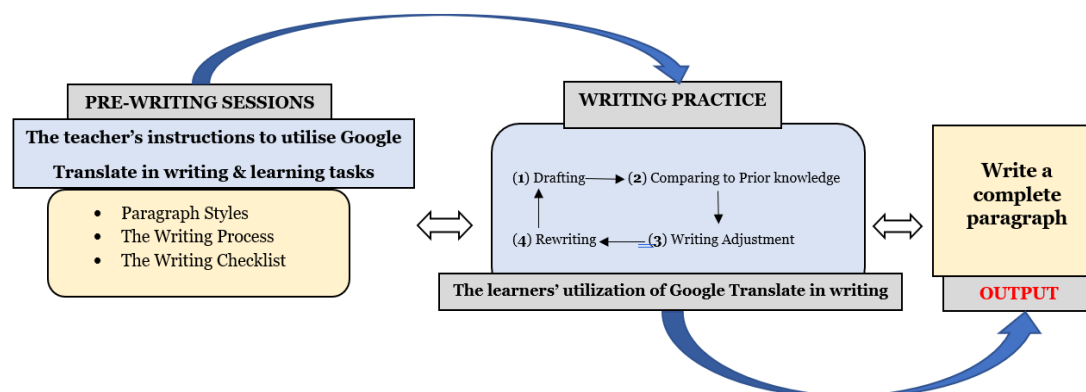 PRE-WRITING SESSIONS
The teacher’s instructions to utilise Google
Translate in writing & learning tasks
• Paragraph Styles
• The Writing Process
• The Writing Checklist
WRITING PRACTICE
(1) Drafting
(2) Comparing to Prior knowledge
(4) Rewriting
(3) Writing Adjustment
The learners’ utilization of Google Translate in writing
Write a
complete
paragraph
OUTPUT